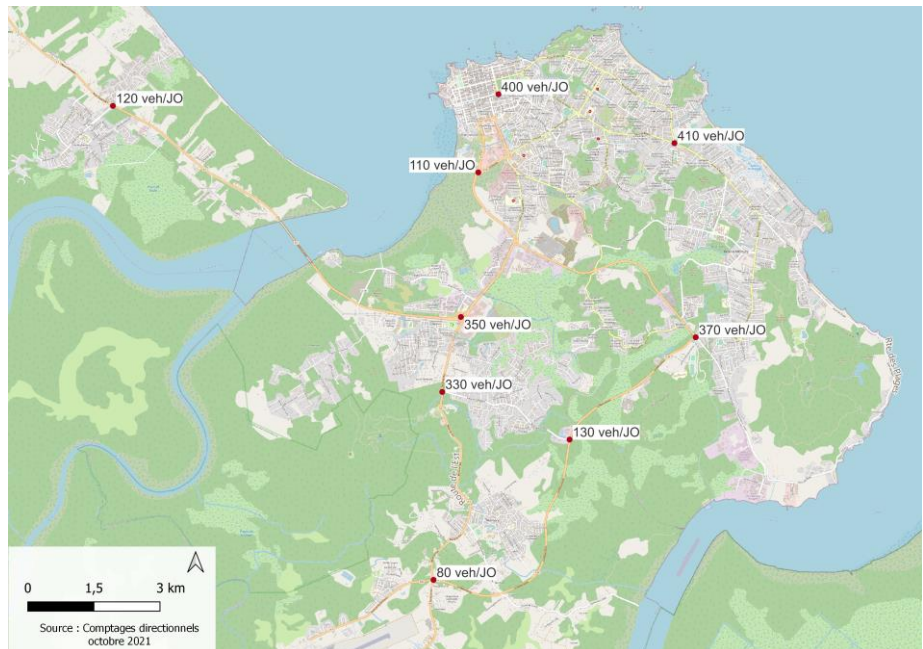 120 veh/JO
400 veh/JO
410 veh/JO
110 veh/JO
350 veh/JO
370 veh/JO
330 veh/JO
130 veh/JO
80 veh/JO
0 1,5 3 km
Source : Comptages directionnels
octobre 2021